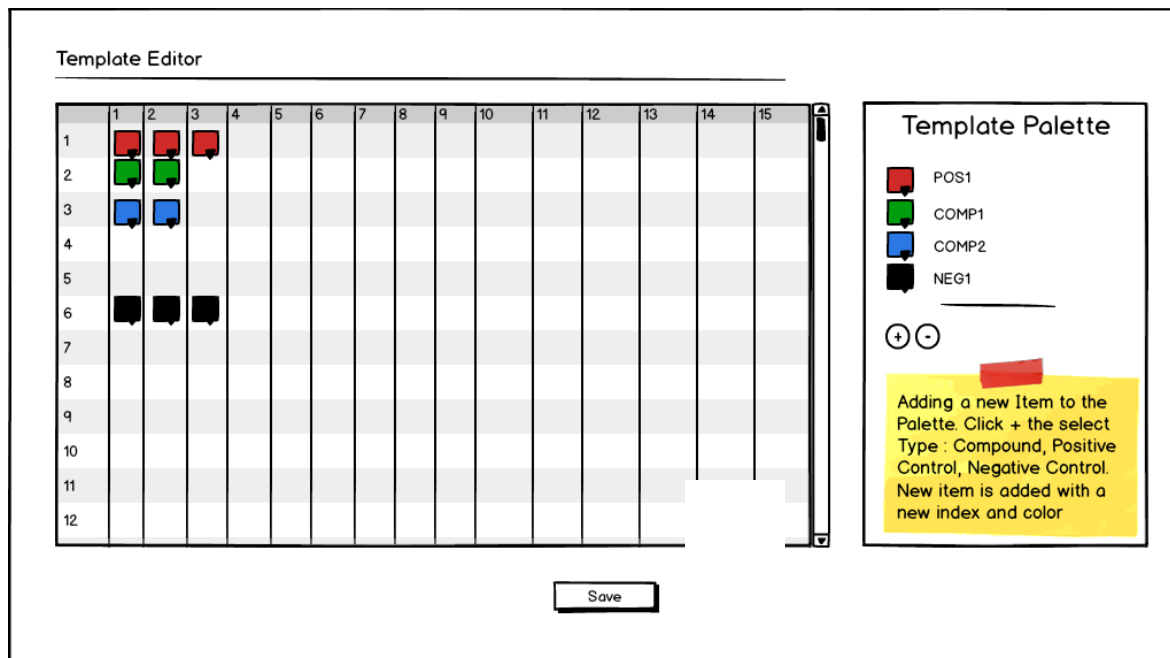 Template Editor
1 2 3 4 5 6 7 8 9 10 11 12 13 14 15
1
2
3
4
5
6
7
8
9
10
11
12
Template Palette
POS1
COMP1
COMP2
NEG1
+ -
Adding a new Item to the
Palette. Click + the select
Type : Compound, Positive
Control, Negative Control.
New item is added with a
new index and color
Save